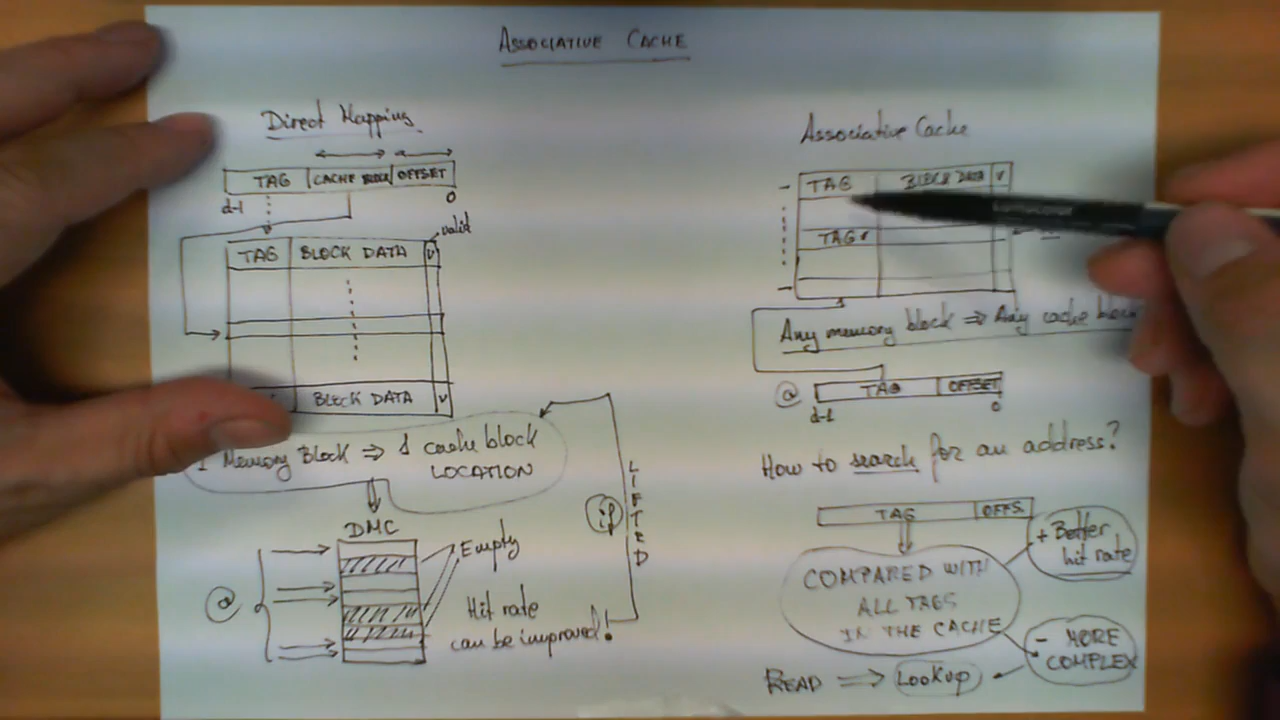 ASSOCIATIVE CACHE
Direct Mapping
TAG CACHE BLOCK OFFSET
d-1 0
valid
TAG BLOCK DATA V
BLOCK DATA V
1 MEMORY BLOCK ⇒ 1 cache block
LOCATION
DMC
@
Empty
Hit rate
can be improved!
if
LIFTED
Associative Cache
TAG BLOCK DATA V
TAG
Any memory block ⇒ Any cache block
@ TAG OFFSET
d-1 0
How to search for an address?
TAG OFFS.
COMPARED WITH
ALL TAGS
IN THE CACHE
+ Better
hit rate
- MORE
COMPLEX
READ ⇒ Lookup